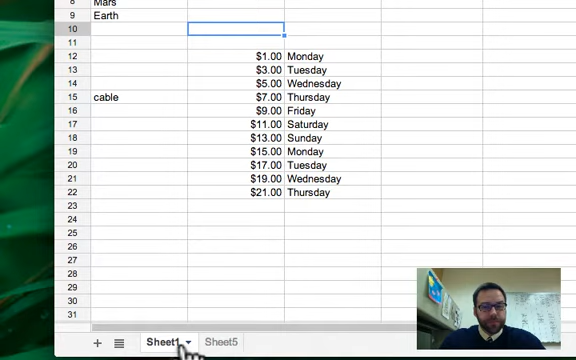 8 Mars
9 Earth
10
11
12 $1.00 Monday
13 $3.00 Tuesday
14 $5.00 Wednesday
15 cable $7.00 Thursday
16 $9.00 Friday
17 $11.00 Saturday
18 $13.00 Sunday
19 $15.00 Monday
20 $17.00 Tuesday
21 $19.00 Wednesday
22 $21.00 Thursday
23
24
25
26
27
28
29
30
31
+ Sheet1 Sheet5